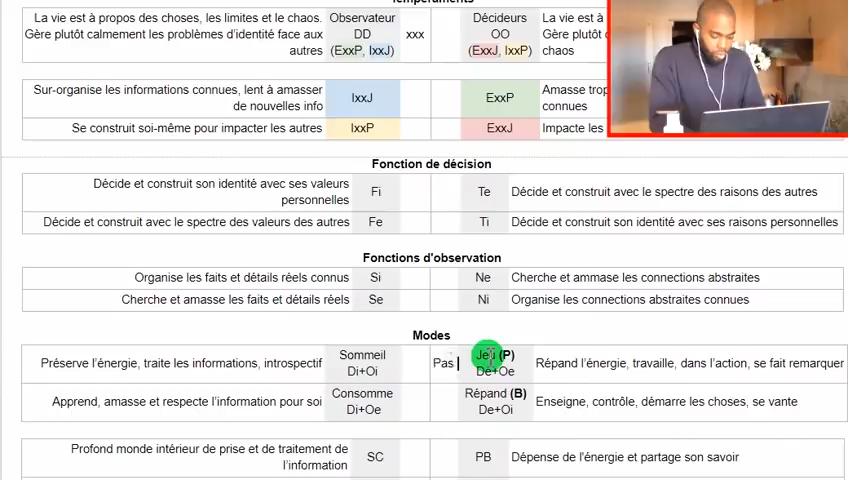 Tempéraments
La vie est à propos des choses, les limites et le chaos.
Gère plutôt calmement les problèmes d'identité face aux
autres
Observateur
DD
(ExxP, IxxJ)
xxx
Décideurs
OO
(ExxJ, IxxP)
La vie est à
Gère plutôt
chaos
Sur-organise les informations connues, lent à amasser
de nouvelles info
IxxJ
ExxP
Amasse trop
connues
Se construit soi-même pour impacter les autres
IxxP
ExxJ
Impacte les
Fonction de décision
Décide et construit son identité avec ses valeurs
personnelles
Fi
Te
Décide et construit avec le spectre des raisons des autres
Décide et construit avec le spectre des valeurs des autres
Fe
Ti
Décide et construit son identité avec ses raisons personnelles
Fonctions d'observation
Organise les faits et détails réels connus
Si
Ne
Cherche et ammase les connections abstraites
Cherche et amasse les faits et détails réels
Se
Ni
Organise les connections abstraites connues
Modes
Préserve l'énergie, traite les informations, introspectif
Sommeil
Di+Oi
Pas
Jeu (P)
De+Oe
Répand l'énergie, travaille, dans l'action, se fait remarquer
Apprend, amasse et respecte l'information pour soi
Consomme
Di+Oe
Répand (B)
De+Oi
Enseigne, contrôle, démarre les choses, se vante
Profond monde intérieur de prise et de traitement de
l'information
SC
PB
Dépense de l'énergie et partage son savoir